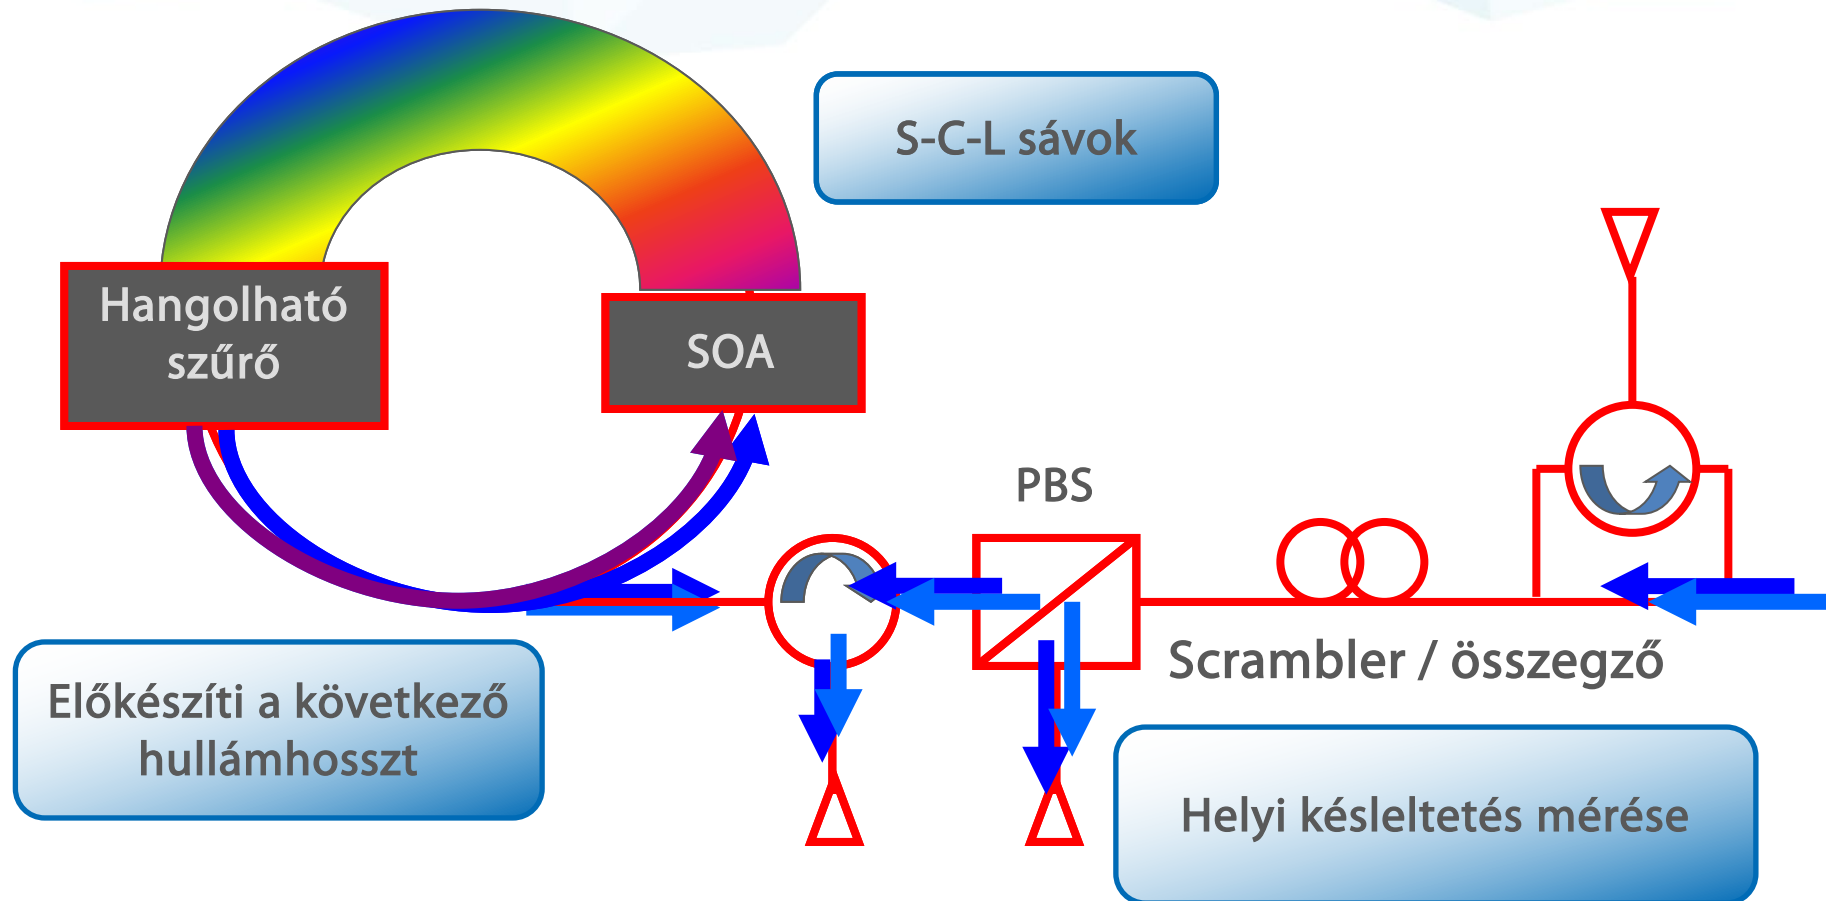 S-C-L sávok
Hangolható
szűrő
SOA
PBS
Scrambler / összegző
Előkészíti a következő
hullámhosszt
Helyi késleltetés mérése